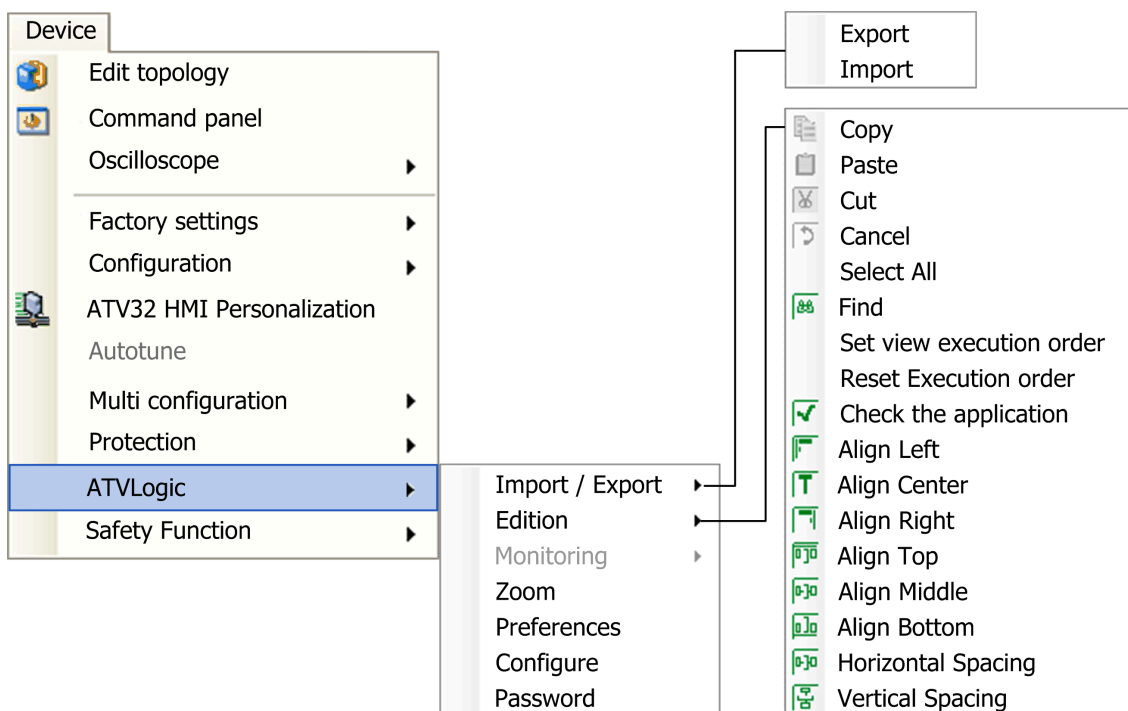 Device
Edit topology
Command panel
Oscilloscope
Factory settings
Configuration
ATV32 HMI Personalization
Autotune
Multi configuration
Protection
ATVLogic
Safety Function
Import / Export
Edition
Monitoring
Zoom
Preferences
Configure
Password
Export
Import
Copy
Paste
Cut
Cancel
Select All
Find
Set view execution order
Reset Execution order
Check the application
Align Left
Align Center
Align Right
Align Top
Align Middle
Align Bottom
Horizontal Spacing
Vertical Spacing